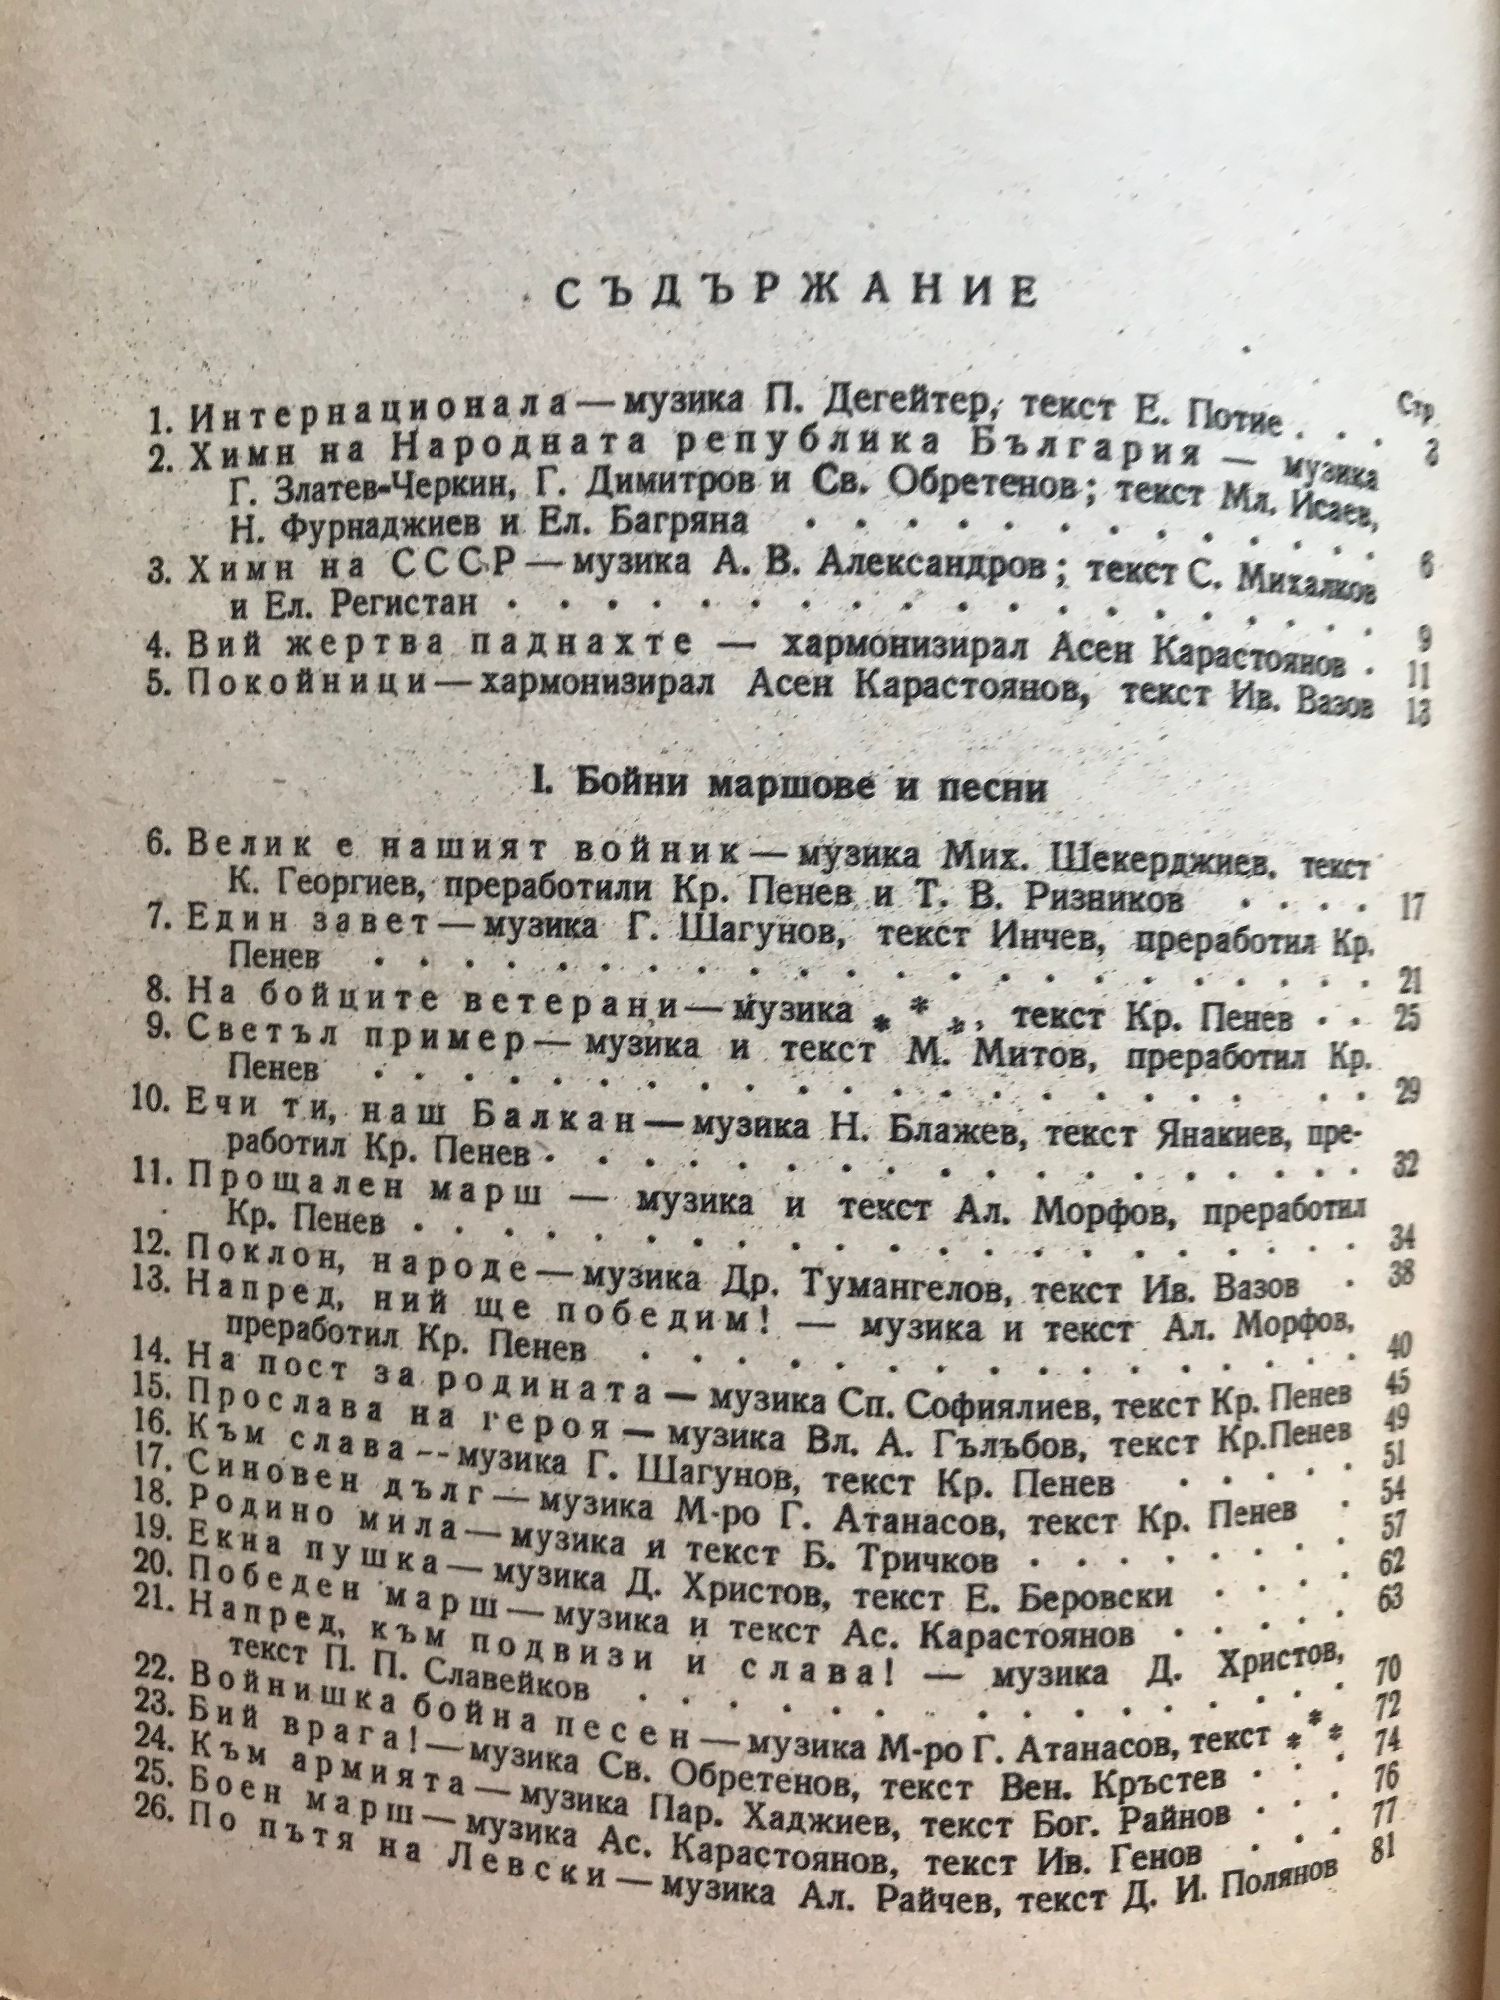 СЪДЪРЖАНИЕ
Стр.
1. Интернационала — музика П. Дегейтер, текст Е. Потие . . . 3
2. Химн на Народната република България — музика
Г. Златев-Черкин, Г. Димитров и Св. Обретенов; текст Мл. Исаев,
Н. Фурнаджиев и Ел. Багряна . . . . . . . . . . 6
3. Химн на СССР — музика А. В. Александров; текст С. Михалков
и Ел. Регистан . . . . . . . . . . . . . . . . 9
4. Вий жертва паднахте — хармонизирал Асен Карастоянов . 11
5. Покойници — хармонизирал Асен Карастоянов, текст Ив. Вазов 13
I. Бойни маршове и песни
6. Велик е нашият войник — музика Мих. Шекерджиев, текст
К. Георгиев, преработили Кр. Пенев и Т. В. Ризников . . . . 17
7. Един завет — музика Г. Шагунов, текст Инчев, преработил Кр.
Пенев . . . . . . . . . . . . . . . . . . . 21
8. На бойците ветерани — музика * * *, текст Кр. Пенев . . 25
9. Светъл пример — музика и текст М. Митов, преработил Кр.
Пенев . . . . . . . . . . . . . . . . . . . 29
10. Ечи ти, наш Балкан — музика Н. Блажев, текст Янакиев, пре-
работил Кр. Пенев . . . . . . . . . . . . . . . . 32
11. Прощален марш — музика и текст Ал. Морфов, преработил
Кр. Пенев . . . . . . . . . . . . . . . . . . . 34
12. Поклон, народе — музика Др. Тумангелов, текст Ив. Вазов . 38
13. Напред, ний ще победим! — музика и текст Ал. Морфов,
преработил Кр. Пенев . . . . . . . . . . . . . . . 40
14. На пост за родината — музика Сп. Софиялиев, текст Кр. Пенев 45
15. Прослава на героя — музика Вл. А. Гълъбов, текст Кр.Пенев 49
16. Към слава -- музика Г. Шагунов, текст Кр. Пенев . . . . . 51
17. Синовен дълг — музика М-ро Г. Атанасов, текст Кр. Пенев . 54
18. Родино мила — музика и текст Б. Тричков . . . . . . . . 57
19. Екна пушка — музика Д. Христов, текст Е. Беровски . . . . 62
20. Победен марш — музика и текст Ас. Карастоянов . . . . . 63
21. Напред, към подвизи и слава! — музика Д. Христов,
текст П. П. Славейков . . . . . . . . . . . . . . . 70
22. Войнишка бойна песен — музика М-ро Г. Атанасов, текст * * * 72
23. Бий врага! — музика Св. Обретенов, текст Вен. Кръстев . . . 74
24. Към армията — музика Пар. Хаджиев, текст Бог. Райнов . . . 76
25. Боен марш — музика Ас. Карастоянов, текст Ив. Генов . . . 77
26. По пътя на Левски — музика Ал. Райчев, текст Д. И. Полянов 81